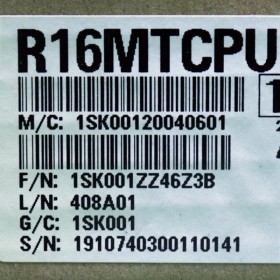 R16MTCPU
M/C: 1SK00120040601
F/N: 1SK001ZZ46Z3B
L/N: 408A01
G/C: 1SK001
S/N: 1910740300110141